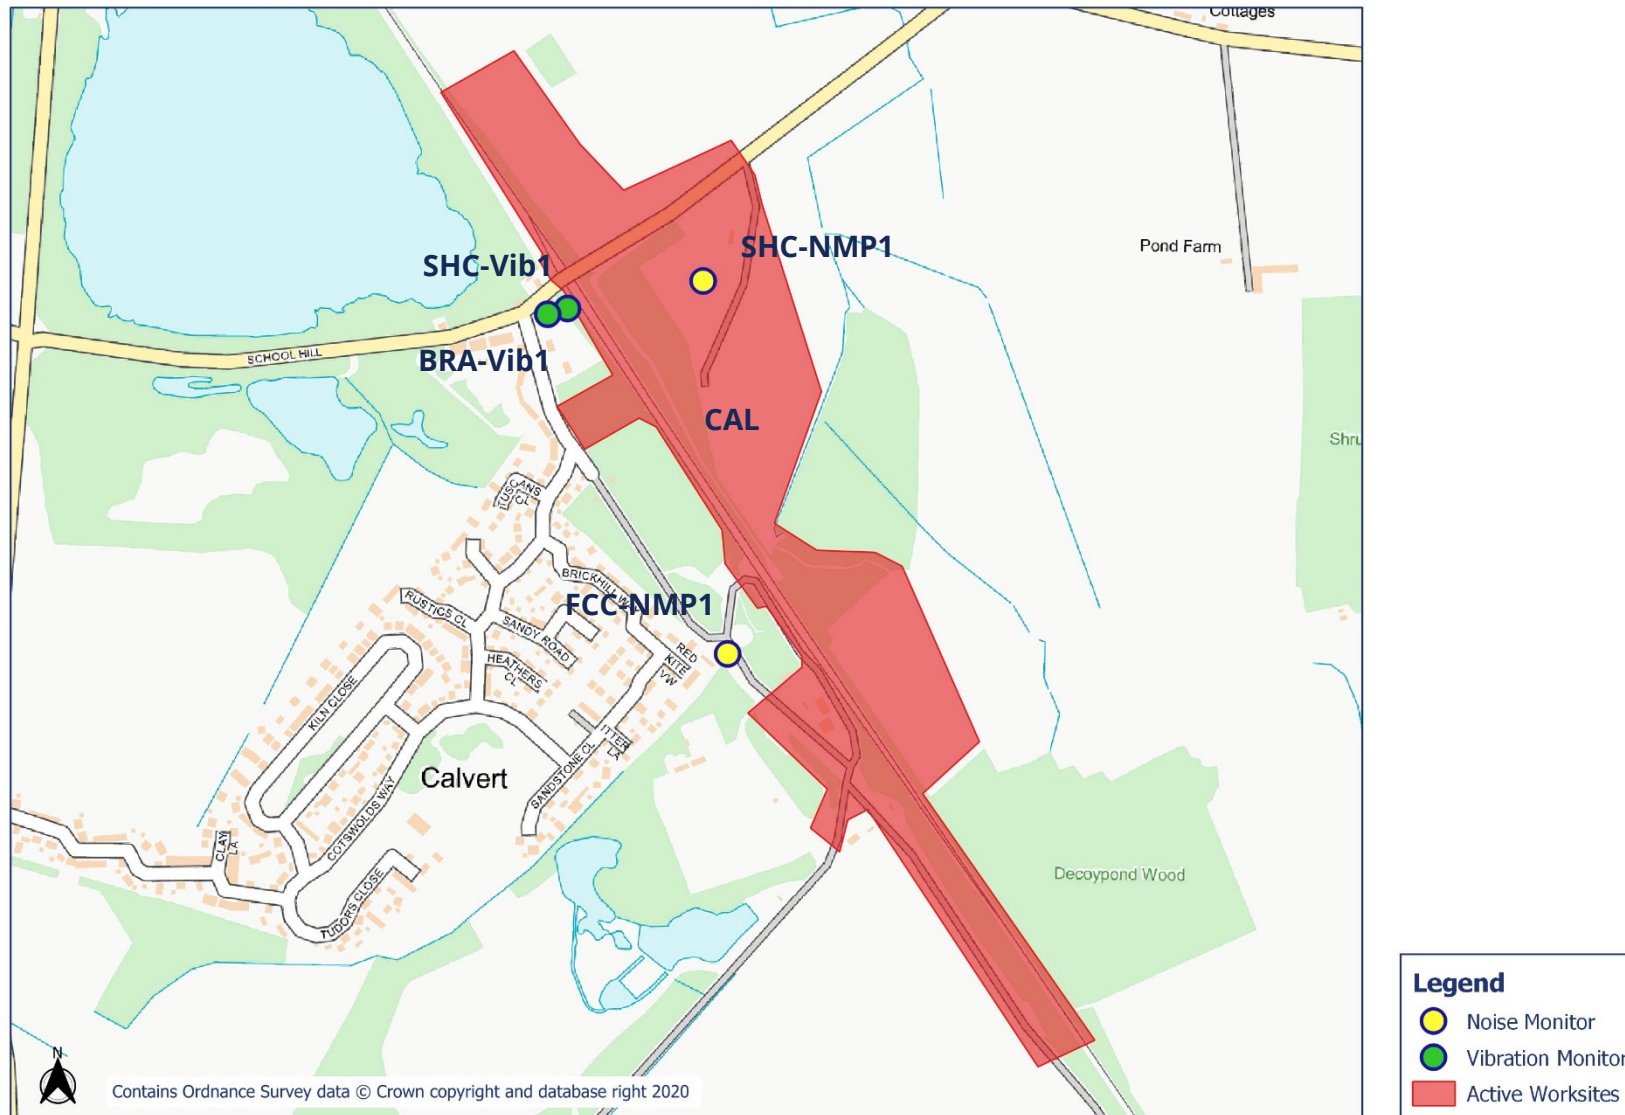 Cottages
SHC-NMP1
Pond Farm
SHC-Vib1
SCHOOL HILL
BRA-Vib1
CAL
Shru
TUSCANS
CL
BRICKHILL W
FCC-NMP1
RUSTICS CL
SANDY ROAD
RED
KITE
VW
HEATHERS
CL
KILN CLOSE
ITTER
LA
SANDSTONE CL
Calvert
COTSWOLDS WAY
CLAY
LA
TUDORS CLOSE
Decoypond Wood
N
Contains Ordnance Survey data © Crown copyright and database right 2020
Legend
Noise Monitor
Vibration Monitor
Active Worksites